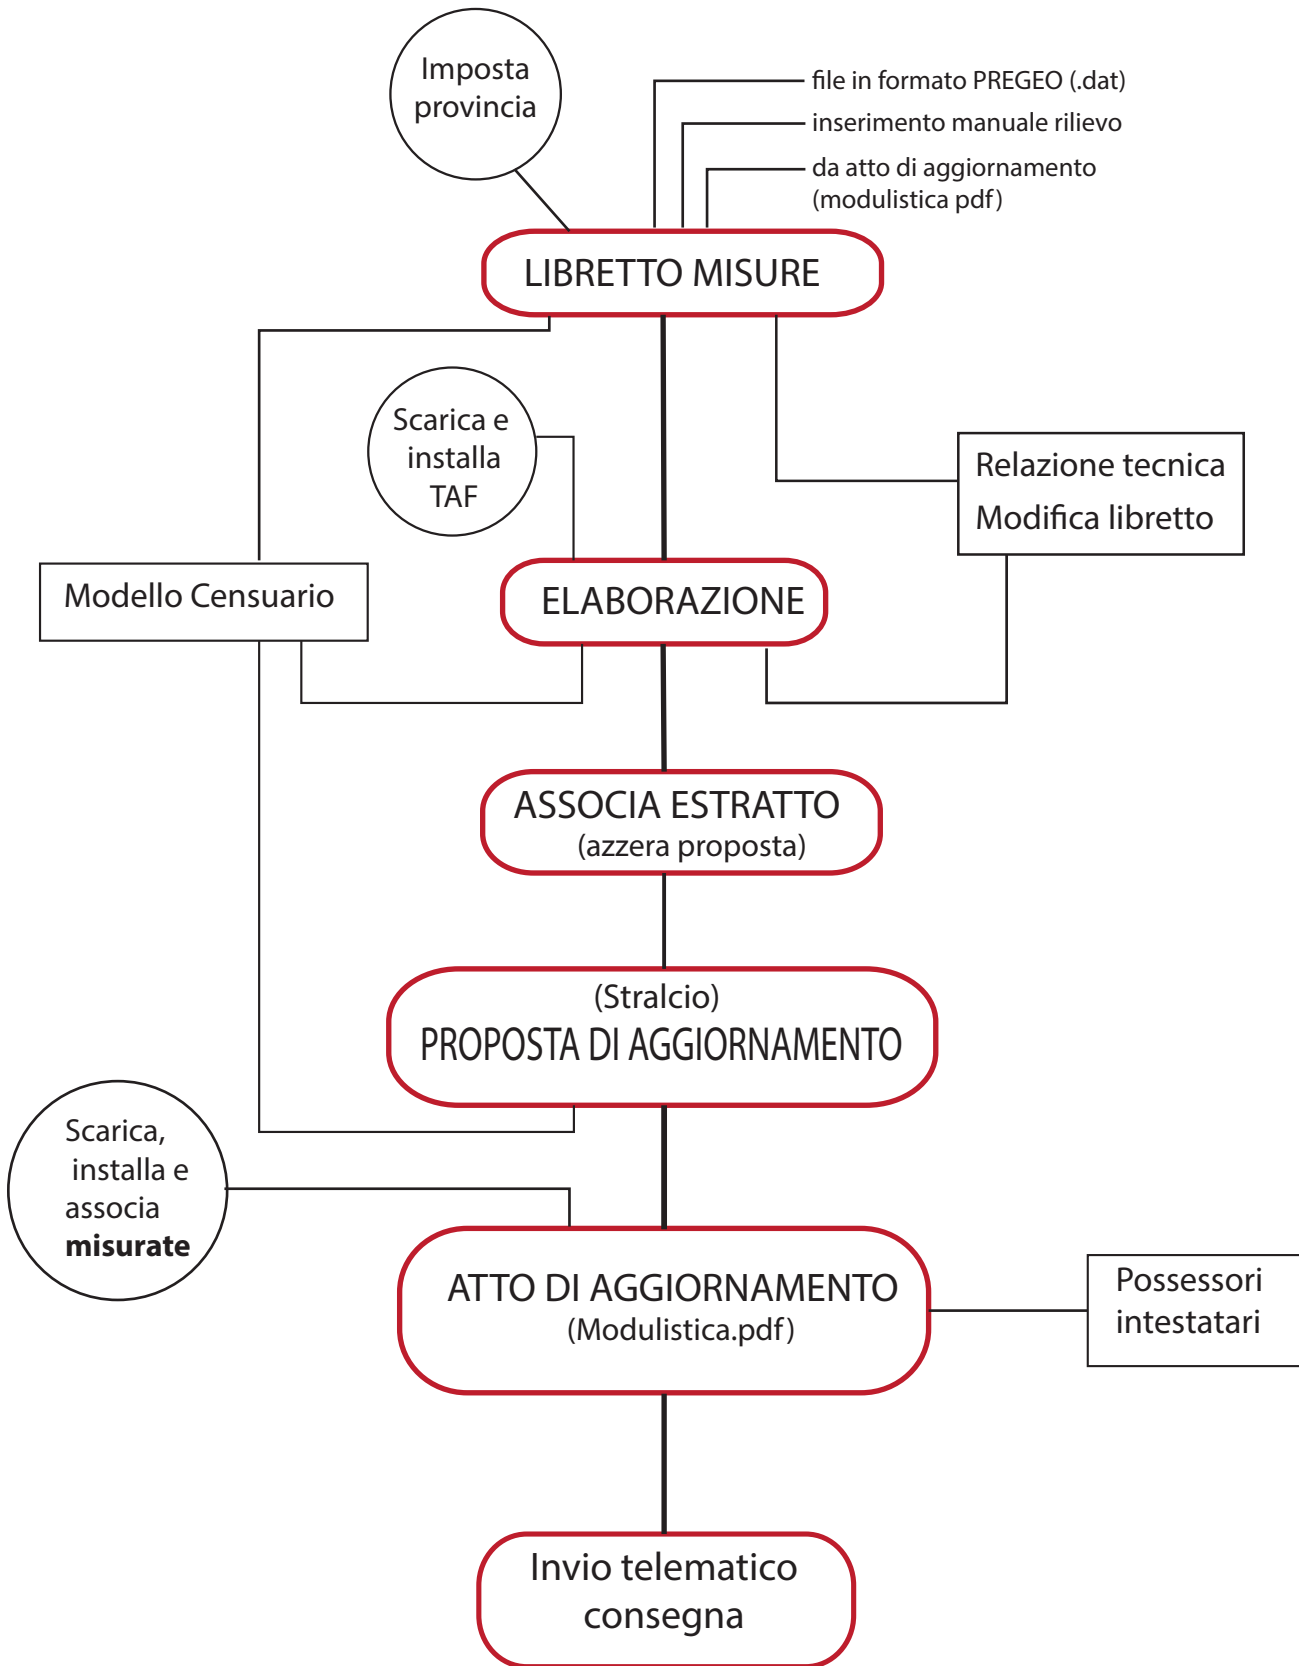 Imposta
provincia
file in formato PREGEO (.dat)
inserimento manuale rilievo
da atto di aggiornamento
(modulistica pdf)
LIBRETTO MISURE
Scarica e
installa
TAF
Relazione tecnica
Modifica libretto
Modello Censuario
ELABORAZIONE
ASSOCIA ESTRATTO
(azzera proposta)
(Stralcio)
PROPOSTA DI AGGIORNAMENTO
Scarica,
installa e
associa
misurate
ATTO DI AGGIORNAMENTO
(Modulistica.pdf)
Possessori
intestatari
Invio telematico
consegna